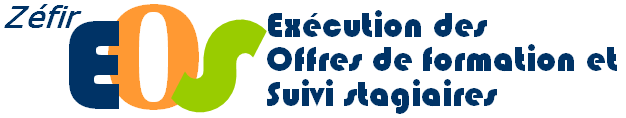 Zéfir
EOS
Exécution des
Offres de formation et
Suivi stagiaires